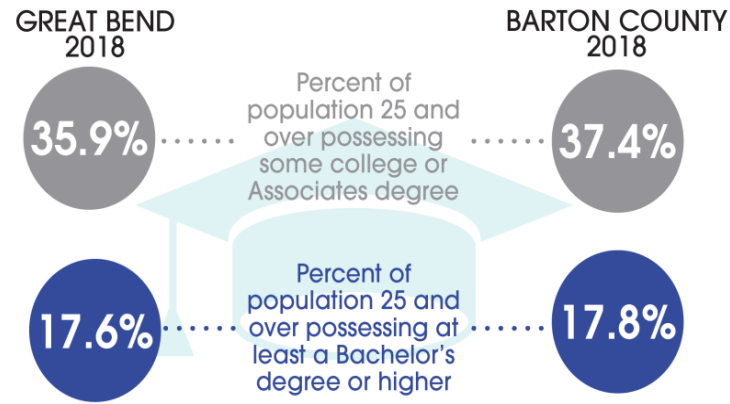 GREAT BEND
2018
BARTON COUNTY
2018
35.9%
Percent of
population 25 and
over possessing
some college or
Associates degree
37.4%
17.6%
Percent of
population 25 and
over possessing at
least a Bachelor's
degree or higher
17.8%